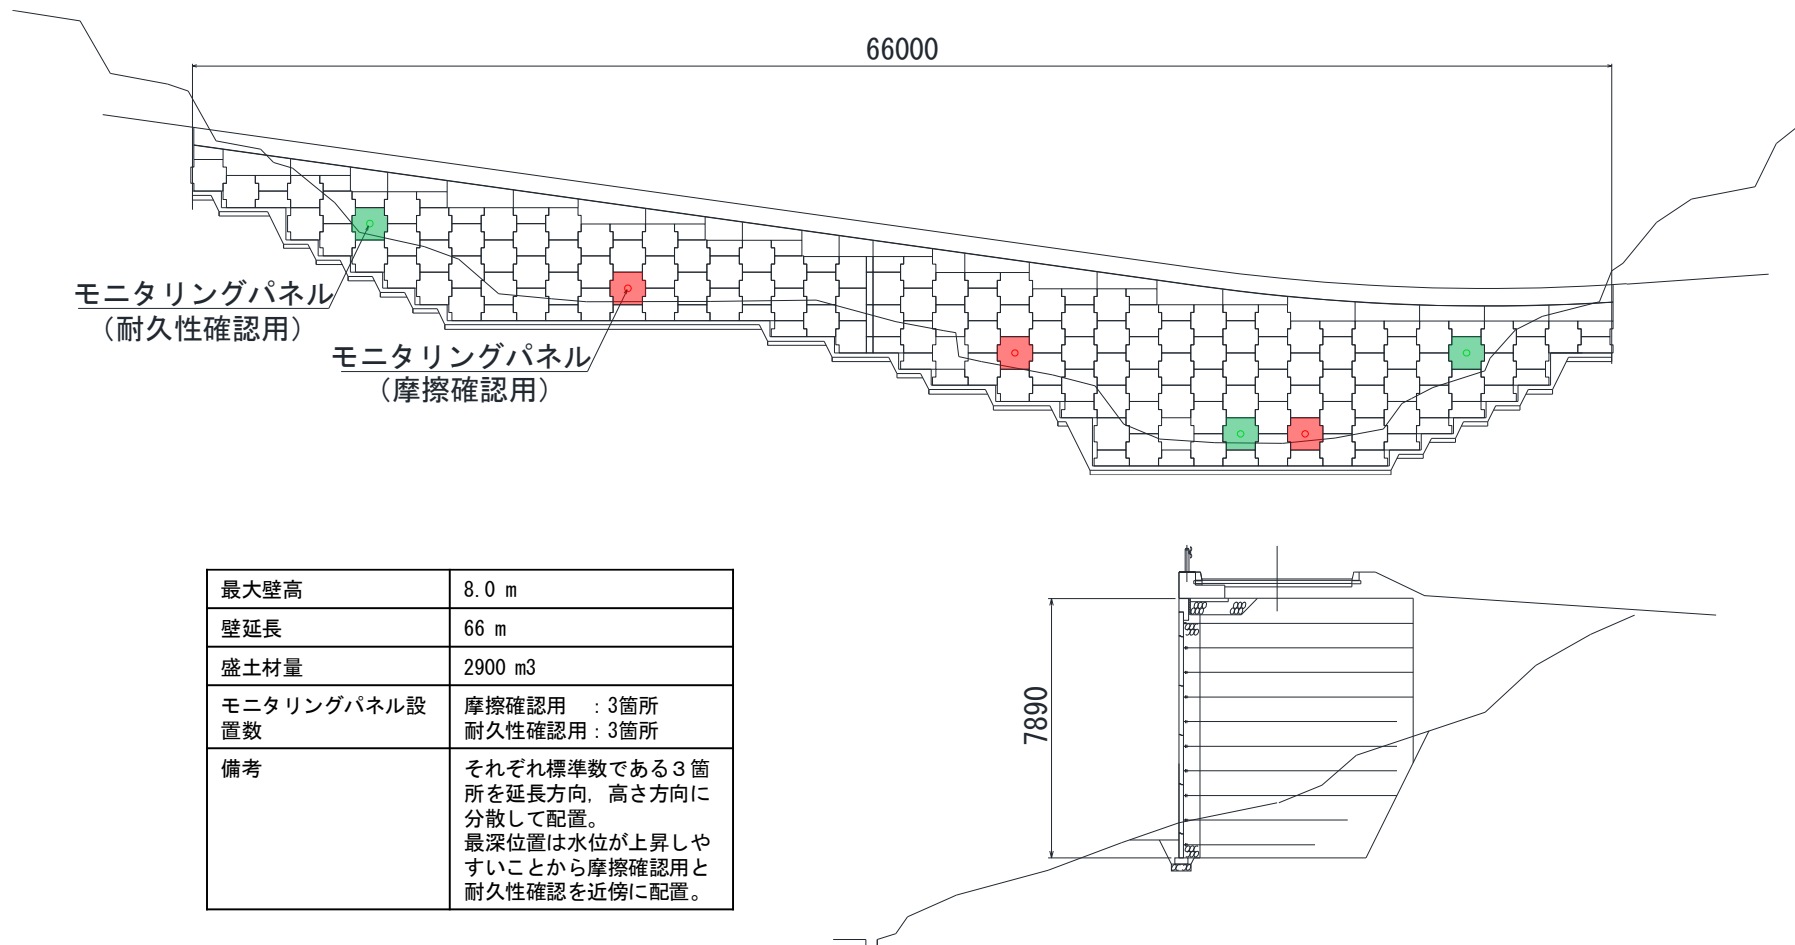 66000
モニタリングパネル
（耐久性確認用）
モニタリングパネル
（摩擦確認用）
最大壁高 8.0 m
壁延長 66 m
盛土材量 2900 m3
モニタリングパネル設
置数
摩擦確認用　：3箇所
耐久性確認用：3箇所
備考
それぞれ標準数である３箇
所を延長方向，高さ方向に
分散して配置。
最深位置は水位が上昇しや
すいことから摩擦確認用と
耐久性確認を近傍に配置。
7890